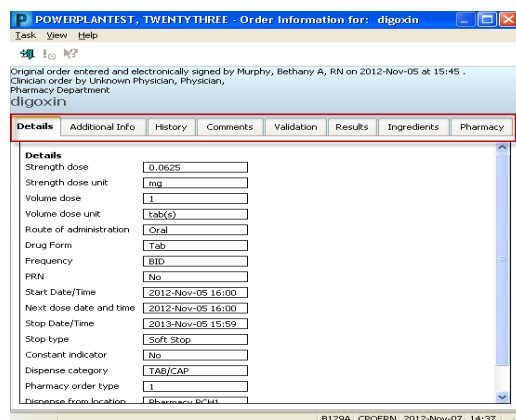 POWERPLANTEST, TWENTYTHREE - Order Information for: digoxin
Task View Help
Original order entered and electronically signed by Murphy, Bethany A, RN on 2012-Nov-05 at 15:45 .
Clinician order by Unknown Physician, Physician,
Pharmacy Department
digoxin
Details Additional Info History Comments Validation Results Ingredients Pharmacy
Details
Strength dose 0.0625
Strength dose unit mg
Volume dose 1
Volume dose unit tab(s)
Route of administration Oral
Drug Form Tab
Frequency BID
PRN No
Start Date/Time 2012-Nov-05 16:00
Next dose date and time 2012-Nov-05 16:00
Stop Date/Time 2013-Nov-05 15:59
Stop type Soft Stop
Constant indicator No
Dispense category TAB/CAP
Pharmacy order type 1
Dispense from location Pharmacy PCH1
B129A CPOERN 2012-Nov-07 14:37